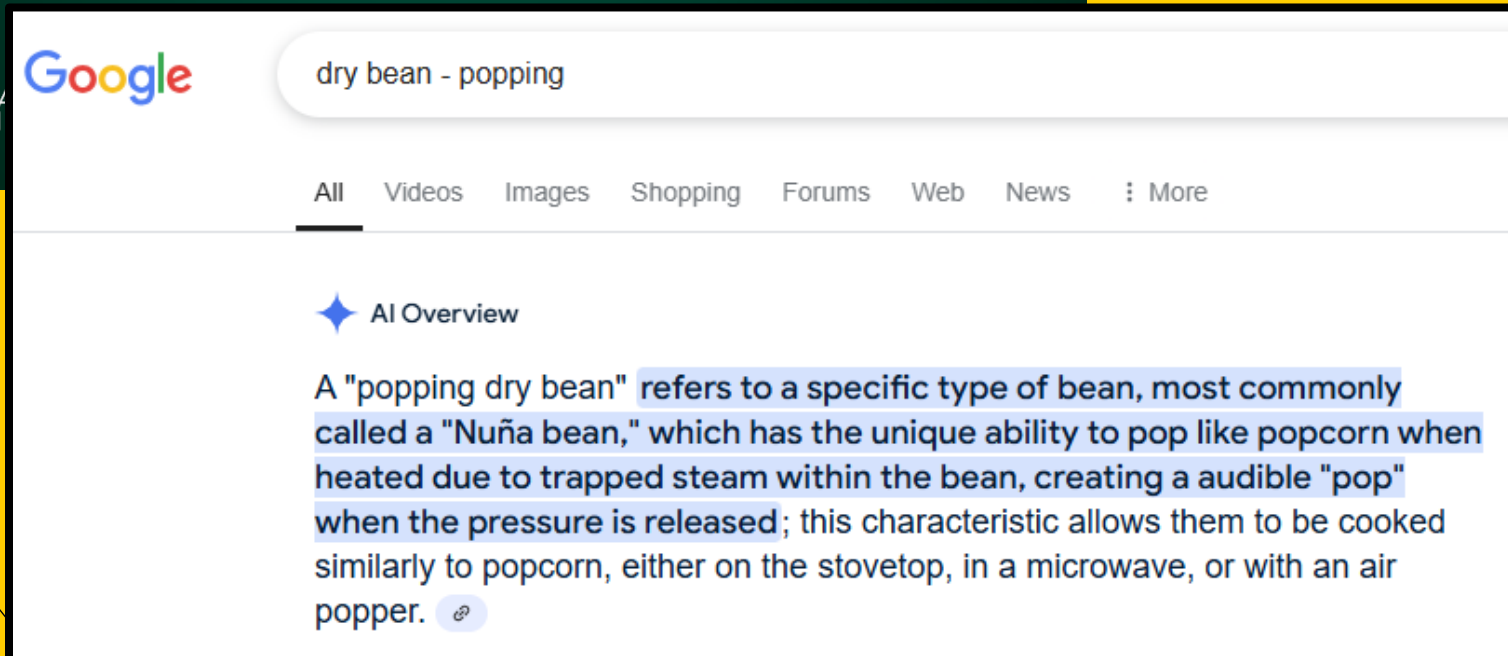 Google
dry bean - popping
All Videos Images Shopping Forums Web News More
AI Overview
A "popping dry bean" refers to a specific type of bean, most commonly
called a "Nuña bean," which has the unique ability to pop like popcorn when
heated due to trapped steam within the bean, creating a audible "pop"
when the pressure is released; this characteristic allows them to be cooked
similarly to popcorn, either on the stovetop, in a microwave, or with an air
popper.